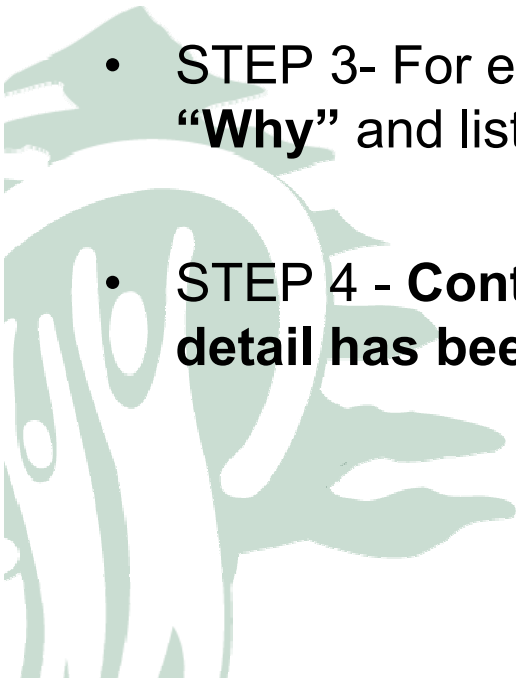 • STEP 3- For e
“Why” and list
• STEP 4 - Cont
detail has bee